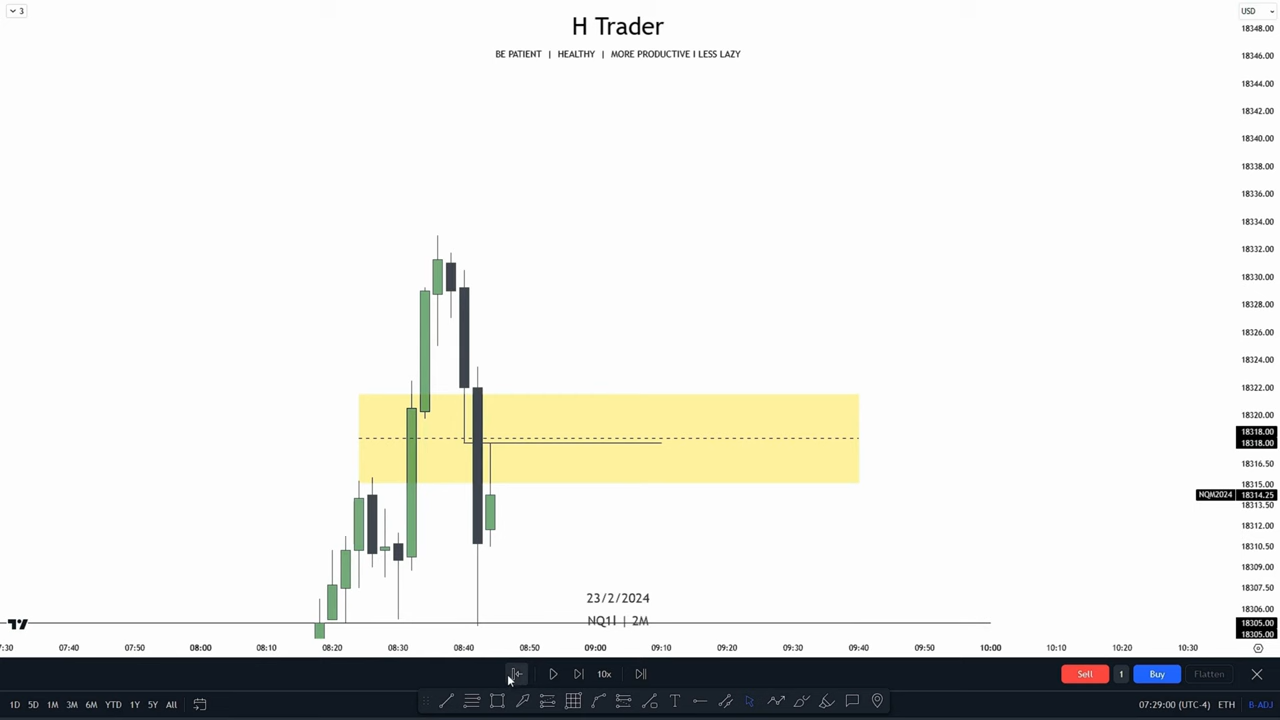 3
H Trader
BE PATIENT | HEALTHY | MORE PRODUCTIVE I LESS LAZY
USD
18348.00
18346.00
18344.00
18342.00
18340.00
18338.00
18336.00
18334.00
18332.00
18330.00
18328.00
18326.00
18324.00
18322.00
18320.00
18318.00
18318.00
18316.50
18315.00
NQM2024 18314.25
18313.50
18312.00
18310.50
18309.00
18307.50
18306.00
18305.00
18305.00
23/2/2024
NQ1! | 2M
7:30 07:40 07:50 08:00 08:10 08:20 08:30 08:40 08:50 09:00 09:10 09:20 09:30 09:40 09:50 10:00 10:10 10:20 10:30
10x
Sell 1 Buy Flatten
1D 5D 1M 3M 6M YTD 1Y 5Y All
T
07:29:00 (UTC-4) ETH B-ADJ